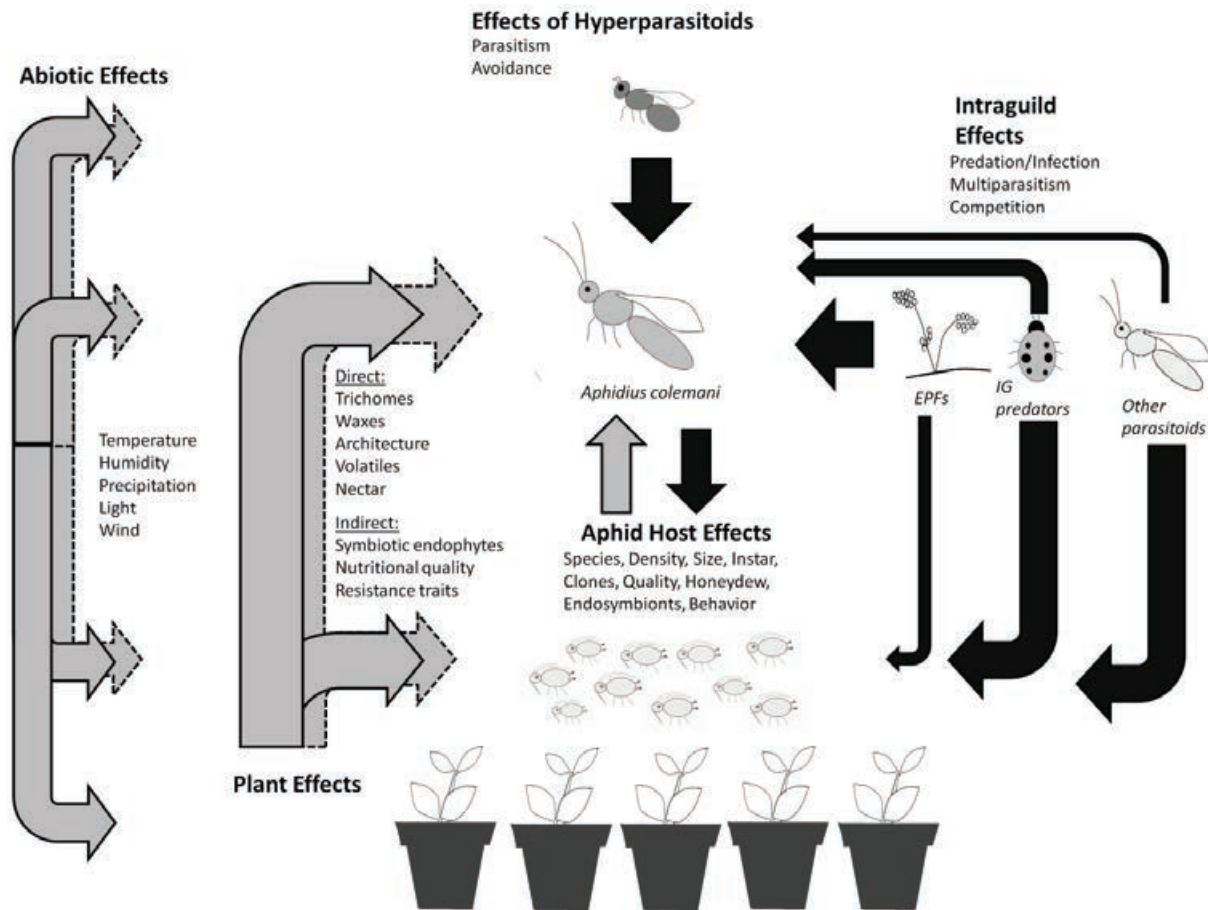 Effects of Hyperparasitoids
Parasitism
Avoidance
Abiotic Effects
Intraguild
Effects
Predation/Infection
Multiparasitism
Competition
Temperature
Humidity
Precipitation
Light
Wind
Direct:
Trichomes
Waxes
Architecture
Volatiles
Nectar
Indirect:
Symbiotic endophytes
Nutritional quality
Resistance traits
Plant Effects
Aphidius colemani
EPFs
IG
predators
Other
parasitoids
Aphid Host Effects
Species, Density, Size, Instar,
Clones, Quality, Honeydew,
Endosymbionts, Behavior